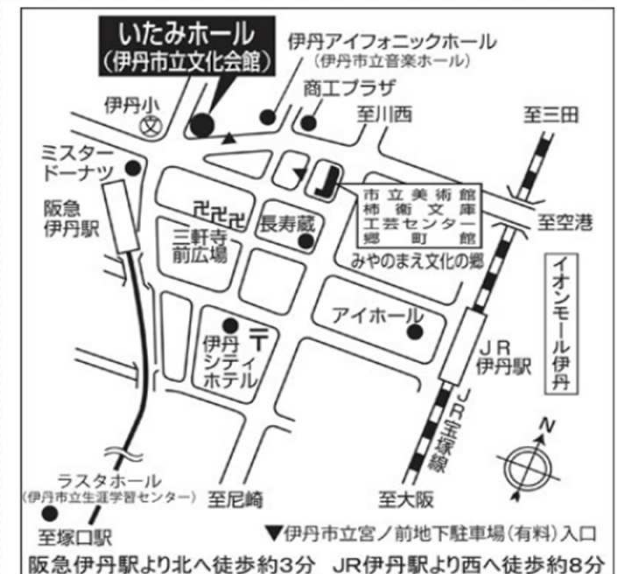 いたみホール
(伊丹市立文化会館)
伊丹アイフォニックホール
(伊丹市立音楽ホール)
商工プラザ
伊丹小
文
至川西
至三田
ミスター
ドーナツ
阪急
伊丹駅
卍卍卍
三軒寺
前広場
長寿蔵
市立美術館
柿衞文庫
工芸センター
郷町館
みやのまえ文化の郷
至空港
イオンモール伊丹
アイホール
伊丹
シティ
ホテル
〒
JR
伊丹駅
JR宝塚線
N
ラスタホール
(伊丹市立生涯学習センター)
至塚口駅
至尼崎
至大阪
▼伊丹市立宮ノ前地下駐車場(有料)入口
阪急伊丹駅より北へ徒歩約3分 JR伊丹駅より西へ徒歩約8分